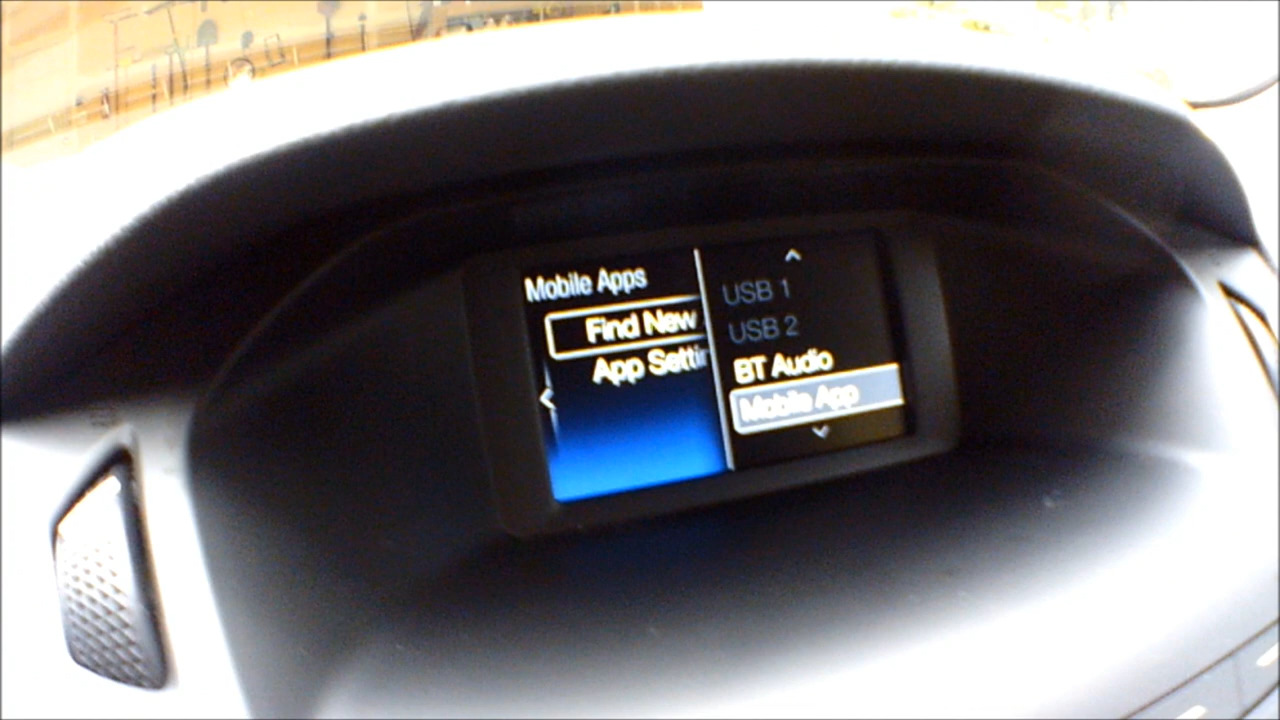 Mobile Apps
Find New
App Settin
USB 1
USB 2
BT Audio
Mobile App